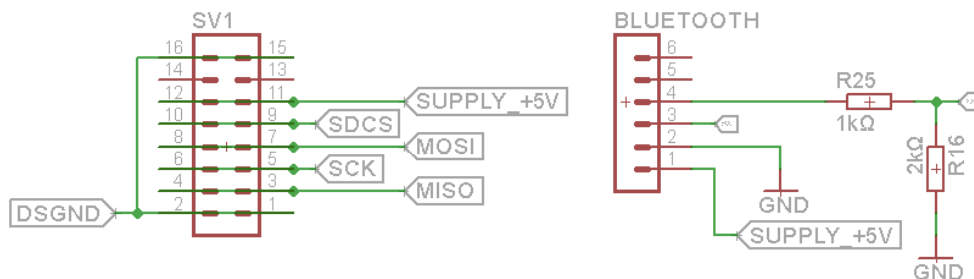 SV1
16 15
14 13
12 11
10 9
8 7
6 5
4 3
2 1
DSGND
SUPPLY_+5V
SDCS
MOSI
SCK
MISO
BLUETOOTH
6
5
4
3
2
1
R25
1kΩ
2kΩ
R16
GND
SUPPLY_+5V
GND